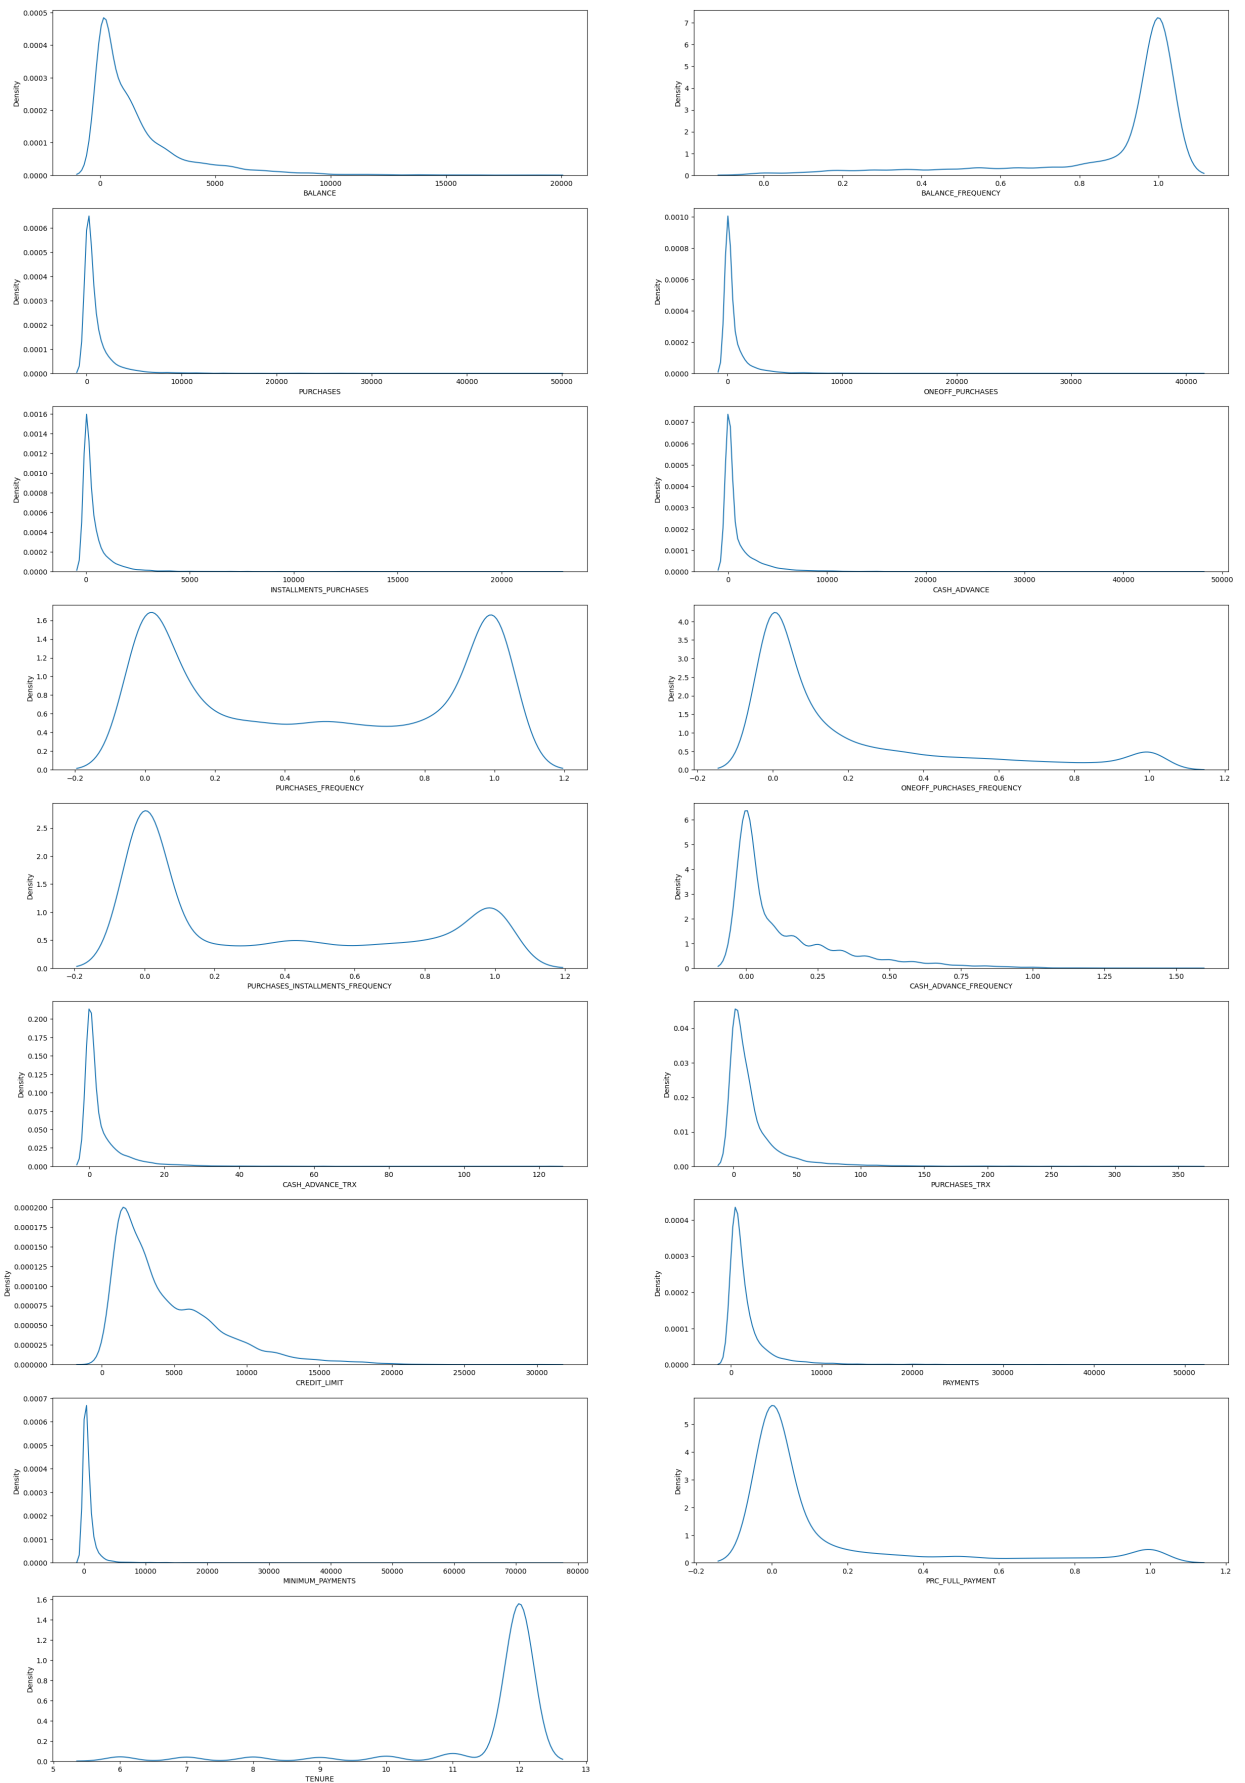 0.0005
0.0004
0.0003
0.0002
0.0001
0.0000
Density
0 5000 10000 15000 20000
BALANCE
7
6
5
4
3
2
1
0
Density
0.0 0.2 0.4 0.6 0.8 1.0
BALANCE_FREQUENCY
0.0006
0.0005
0.0004
0.0003
0.0002
0.0001
0.0000
Density
0 10000 20000 30000 40000 50000
PURCHASES
0.0010
0.0008
0.0006
0.0004
0.0002
0.0000
Density
0 10000 20000 30000 40000
ONEOFF_PURCHASES
0.0016
0.0014
0.0012
0.0010
0.0008
0.0006
0.0004
0.0002
0.0000
Density
0 5000 10000 15000 20000
INSTALLMENTS_PURCHASES
0.0007
0.0006
0.0005
0.0004
0.0003
0.0002
0.0001
0.0000
Density
0 10000 20000 30000 40000 50000
CASH_ADVANCE
1.6
1.4
1.2
1.0
0.8
0.6
0.4
0.2
0.0
Density
−0.2 0.0 0.2 0.4 0.6 0.8 1.0 1.2
PURCHASES_FREQUENCY
4.0
3.5
3.0
2.5
2.0
1.5
1.0
0.5
0.0
Density
−0.2 0.0 0.2 0.4 0.6 0.8 1.0 1.2
ONEOFF_PURCHASES_FREQUENCY
2.5
2.0
1.5
1.0
0.5
0.0
Density
−0.2 0.0 0.2 0.4 0.6 0.8 1.0 1.2
PURCHASES_INSTALLMENTS_FREQUENCY
6
5
4
3
2
1
0
Density
0.00 0.25 0.50 0.75 1.00 1.25 1.50
CASH_ADVANCE_FREQUENCY
0.200
0.175
0.150
0.125
0.100
0.075
0.050
0.025
0.000
Density
0 20 40 60 80 100 120
CASH_ADVANCE_TRX
0.04
0.03
0.02
0.01
0.00
Density
0 50 100 150 200 250 300 350
PURCHASES_TRX
0.000200
0.000175
0.000150
0.000125
0.000100
0.000075
0.000050
0.000025
0.000000
Density
0 5000 10000 15000 20000 25000 30000
CREDIT_LIMIT
0.0004
0.0003
0.0002
0.0001
0.0000
Density
0 10000 20000 30000 40000 50000
PAYMENTS
0.0007
0.0006
0.0005
0.0004
0.0003
0.0002
0.0001
0.0000
Density
0 10000 20000 30000 40000 50000 60000 70000 80000
MINIMUM_PAYMENTS
5
4
3
2
1
0
Density
−0.2 0.0 0.2 0.4 0.6 0.8 1.0 1.2
PRC_FULL_PAYMENT
1.6
1.4
1.2
1.0
0.8
0.6
0.4
0.2
0.0
Density
5 6 7 8 9 10 11 12 13
TENURE